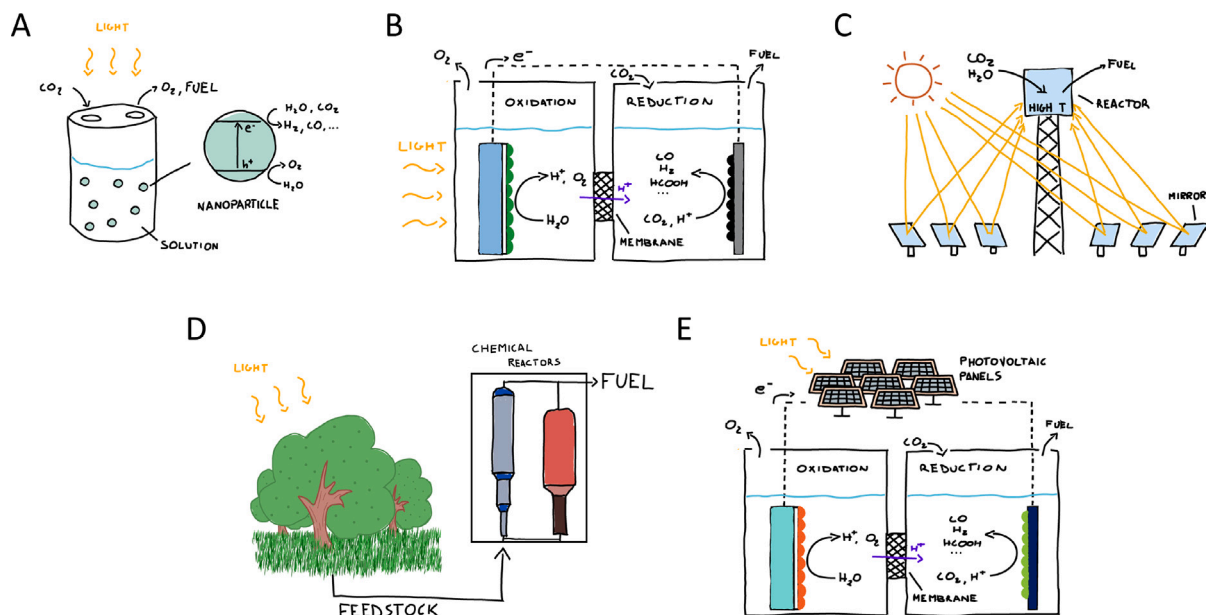 A
LIGHT
CO₂
O₂, FUEL
e⁻
h⁺
H₂O, CO₂
H₂, CO,...
O₂
H₂O
NANOPARTICLE
SOLUTION
B
O₂
e⁻
CO₂
FUEL
OXIDATION
REDUCTION
LIGHT
H⁺, O₂
H₂O
H⁺
MEMBRANE
CO
H₂
HCOOH
...
CO₂, H⁺
C
CO₂
H₂O
FUEL
HIGH T
REACTOR
MIRROR
D
LIGHT
CHEMICAL
REACTORS
FUEL
FEEDSTOCK
E
LIGHT
PHOTOVOLTAIC
PANELS
e⁻
O₂
CO₂
FUEL
OXIDATION
REDUCTION
H⁺, O₂
H₂O
H⁺
MEMBRANE
CO
H₂
HCOOH
...
CO₂, H⁺